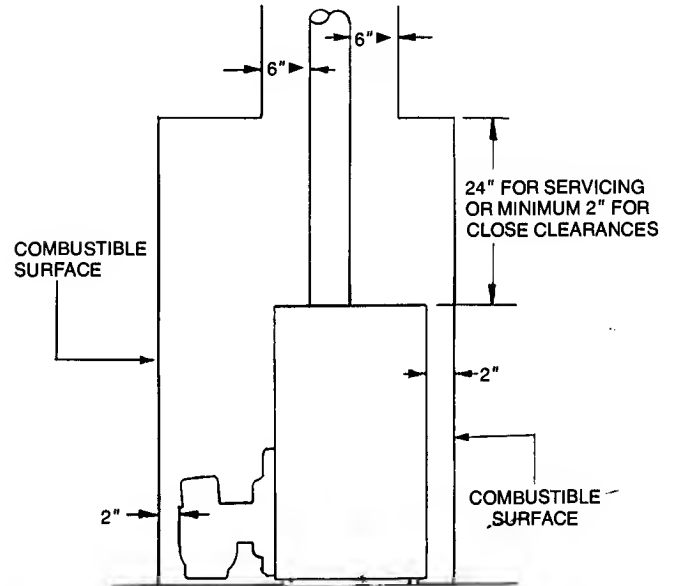 6"
6"
24" FOR SERVICING
OR MINIMUM 2" FOR
CLOSE CLEARANCES
COMBUSTIBLE
SURFACE
2"
COMBUSTIBLE
SURFACE
2"